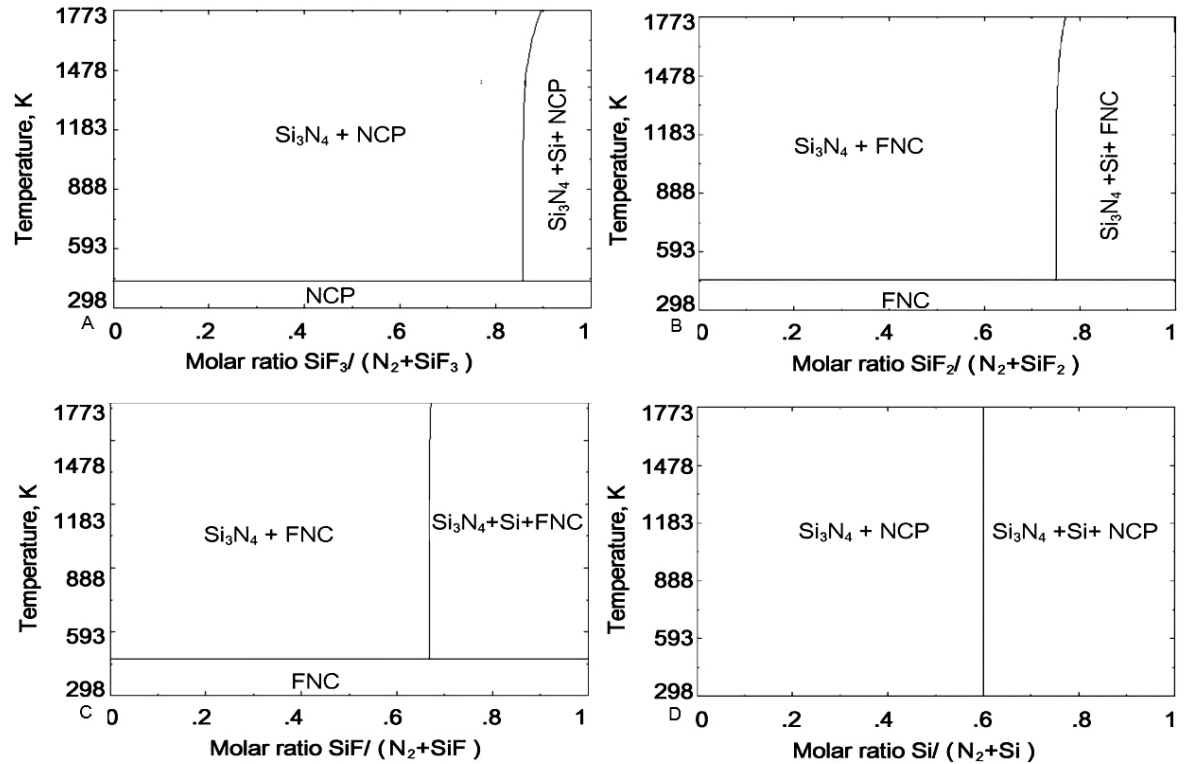 1773
1478
1183
888
593
298
Temperature, K
Si₃N₄ + NCP
Si₃N₄ +Si+ NCP
NCP
A
0 .2 .4 .6 .8 1
Molar ratio SiF₃/ ( N₂+SiF₃ )
1773
1478
1183
888
593
298
Temperature, K
Si₃N₄ + FNC
Si₃N₄ +Si+ FNC
FNC
B
0 .2 .4 .6 .8 1
Molar ratio SiF₂/ ( N₂+SiF₂ )
1773
1478
1183
888
593
298
Temperature, K
Si₃N₄ + FNC
Si₃N₄+Si+FNC
FNC
C
0 .2 .4 .6 .8 1
Molar ratio SiF/ ( N₂+SiF )
1773
1478
1183
888
593
298
Temperature, K
Si₃N₄ + NCP
Si₃N₄ +Si+ NCP
D
0 .2 .4 .6 .8 1
Molar ratio Si/ ( N₂+Si )